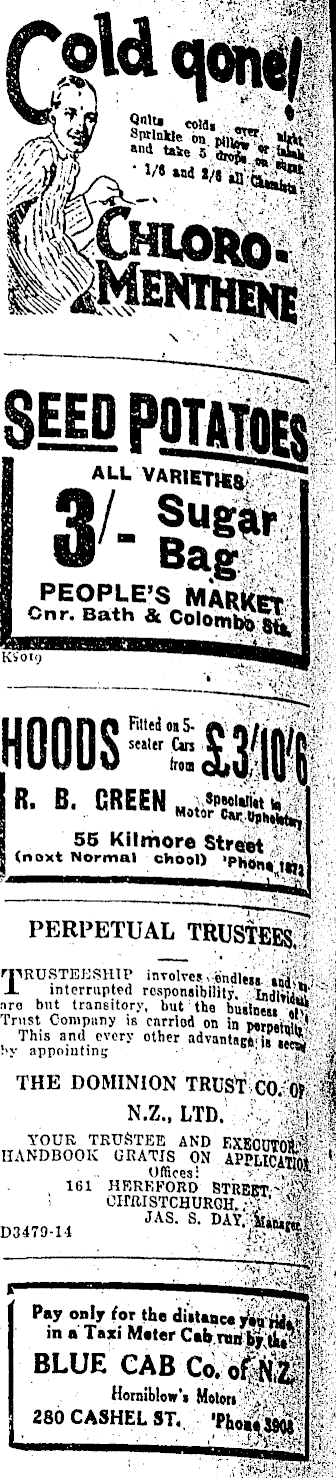 Cold gone!
Quits colds over night
Sprinkle on pillow or inhale
and take 5 drops on sugar
1/6 and 2/6 all Chemists
CHLORO-
MENTHENE
SEED POTATOES
ALL VARIETIES
3/- Sugar
Bag
PEOPLE'S MARKET
Cnr. Bath & Colombo Sts.
K8019
HOODS Fitted on 5-
seater Cars
from £3/10/6
R. B. GREEN Specialist in
Motor Car Upholstery
55 Kilmore Street
(next Normal chool) 'Phone 1872
PERPETUAL TRUSTEES.
TRUSTEESHIP involves endless and un-
interrupted responsibility. Individuals
are but transitory, but the business of a
Trust Company is carried on in perpetuity.
This and every other advantage is secured
by appointing
THE DOMINION TRUST CO. OF
N.Z., LTD.
YOUR TRUSTEE AND EXECUTOR.
HANDBOOK GRATIS ON APPLICATION
Offices:
161 HEREFORD STREET,
CHRISTCHURCH.
JAS. S. DAY, Manager.
D3479-14
Pay only for the distance you ride
in a Taxi Meter Cab run by the
BLUE CAB Co. of N.Z.
Horniblow's Motors
280 CASHEL ST. 'Phone 3908